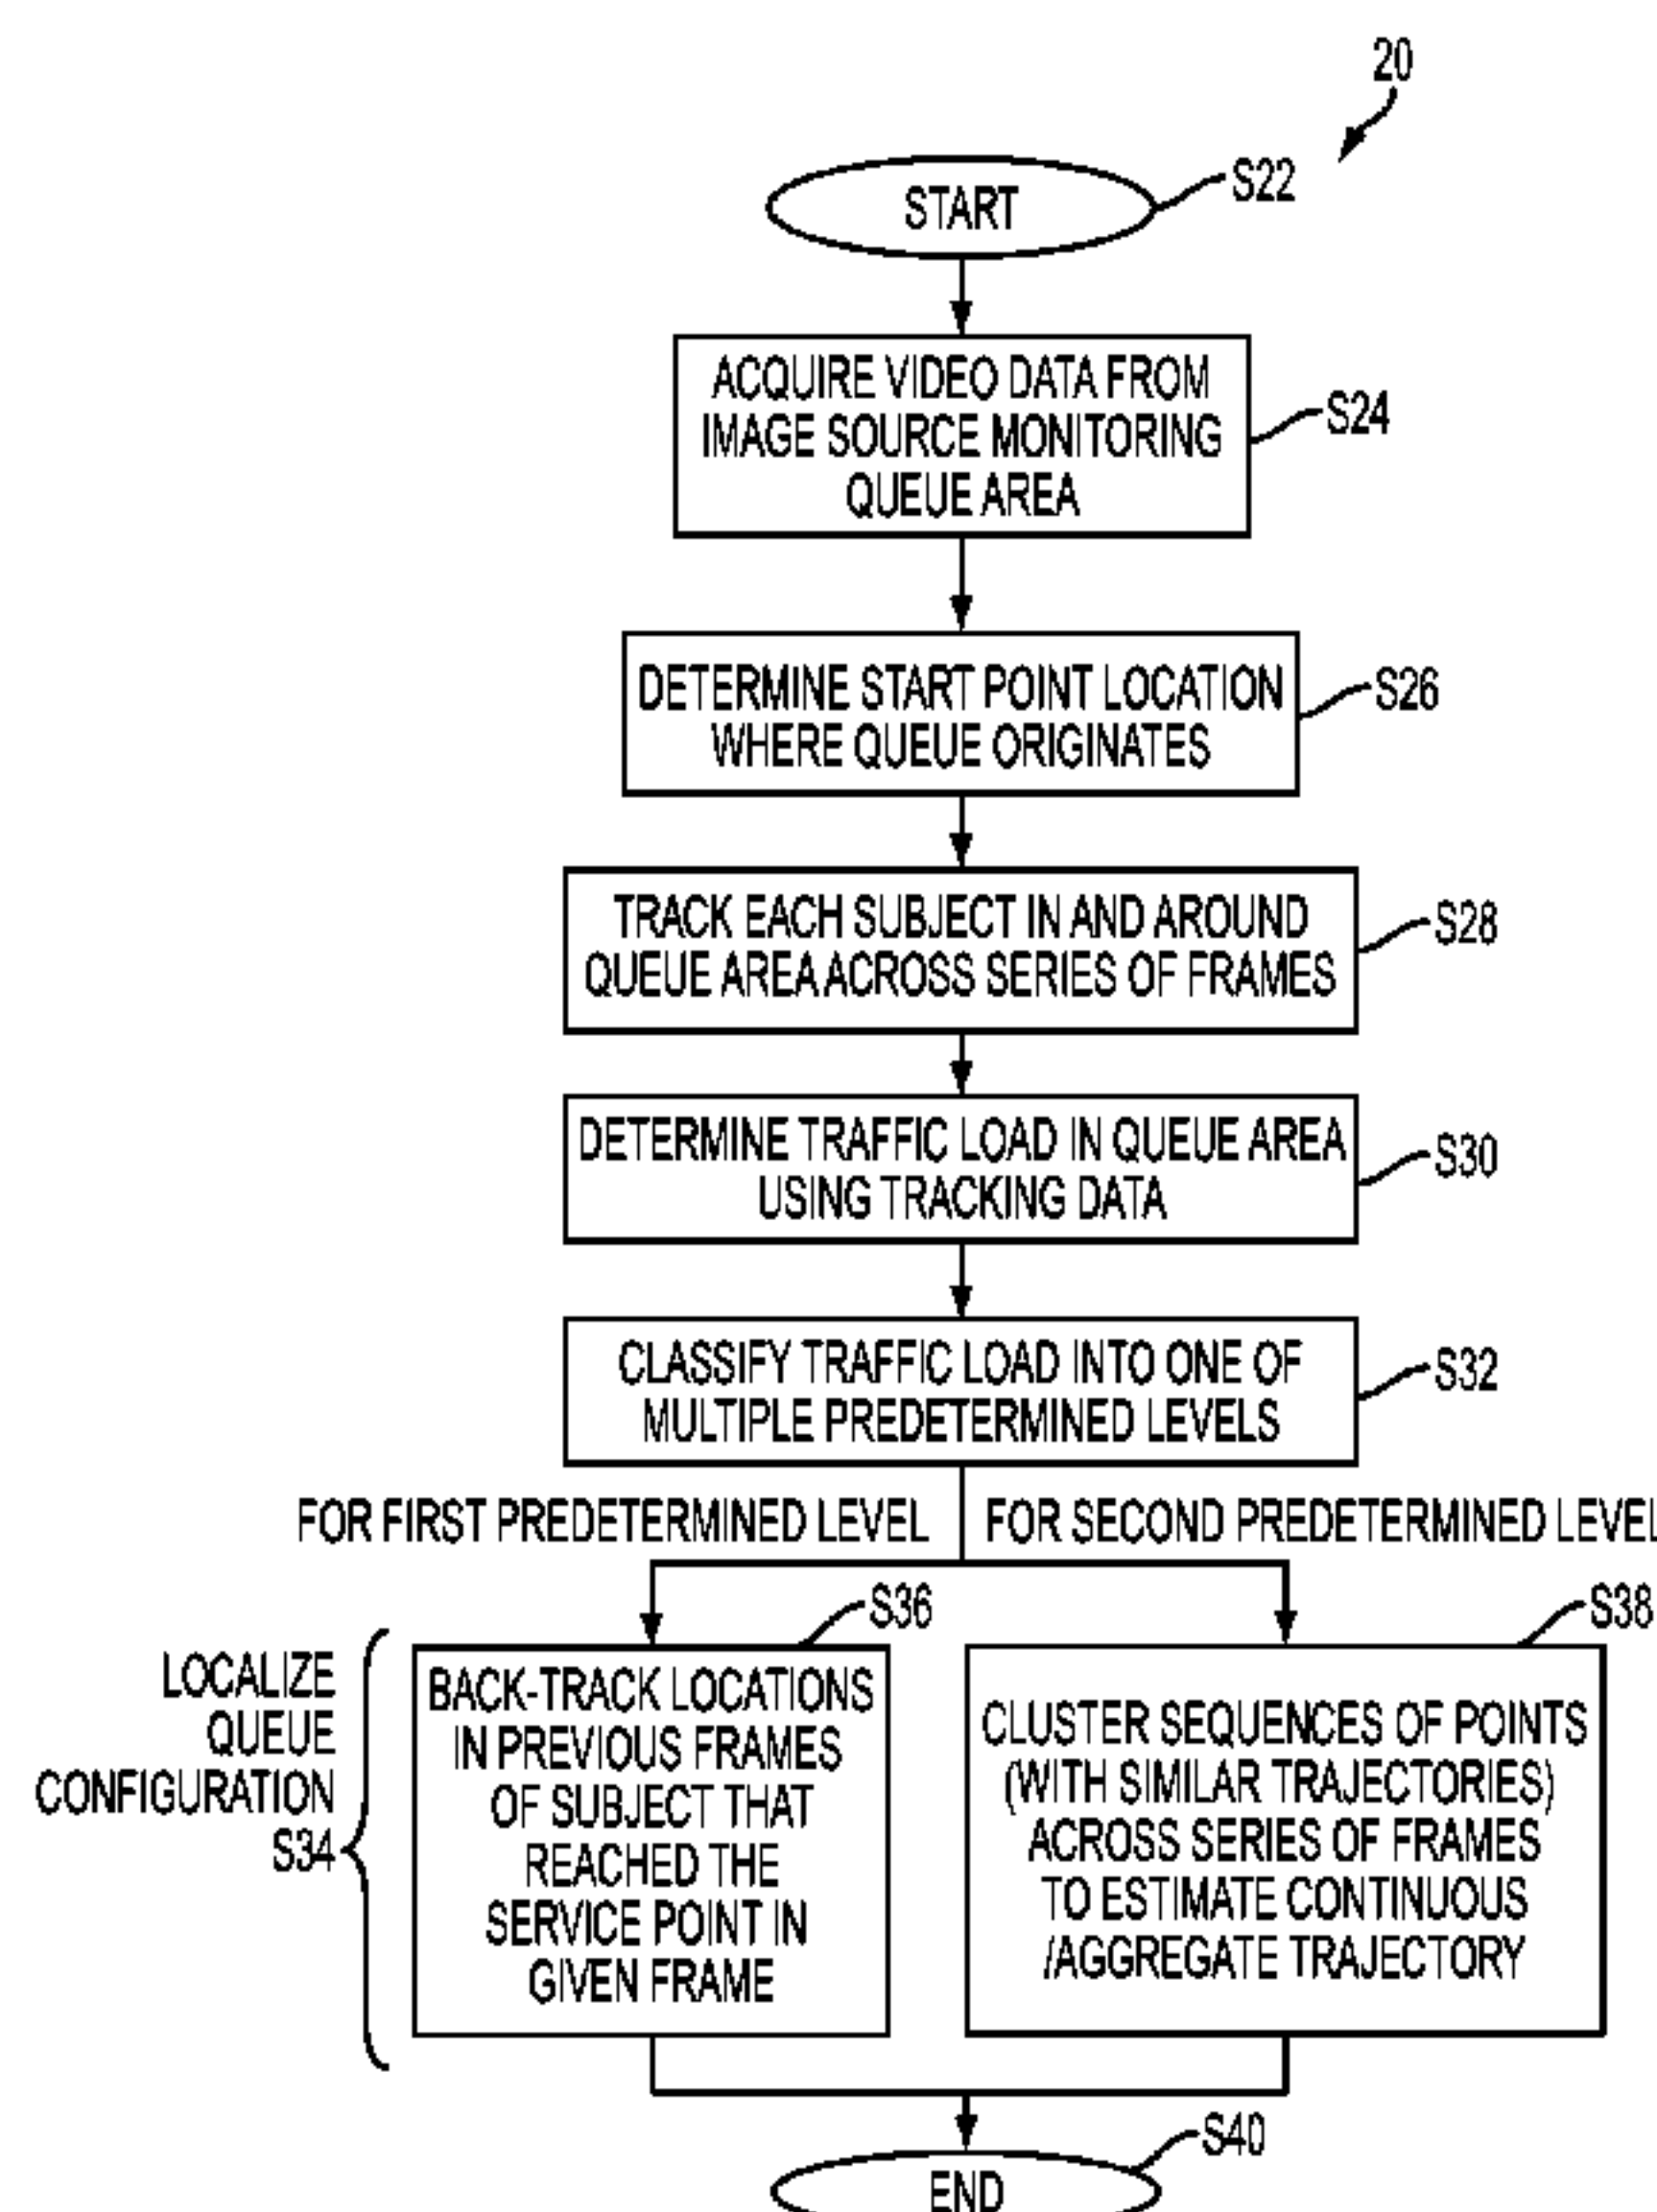 20
START
S22
ACQUIRE VIDEO DATA FROM
IMAGE SOURCE MONITORING
QUEUE AREA
S24
DETERMINE START POINT LOCATION
WHERE QUEUE ORIGINATES
S26
TRACK EACH SUBJECT IN AND AROUND
QUEUE AREA ACROSS SERIES OF FRAMES
S28
DETERMINE TRAFFIC LOAD IN QUEUE AREA
USING TRACKING DATA
S30
CLASSIFY TRAFFIC LOAD INTO ONE OF
MULTIPLE PREDETERMINED LEVELS
S32
FOR FIRST PREDETERMINED LEVEL
FOR SECOND PREDETERMINED LEVEL
LOCALIZE
QUEUE
CONFIGURATION
S34
S36
BACK-TRACK LOCATIONS
IN PREVIOUS FRAMES
OF SUBJECT THAT
REACHED THE
SERVICE POINT IN
GIVEN FRAME
S38
CLUSTER SEQUENCES OF POINTS
(WITH SIMILAR TRAJECTORIES)
ACROSS SERIES OF FRAMES
TO ESTIMATE CONTINUOUS
/AGGREGATE TRAJECTORY
S40
END